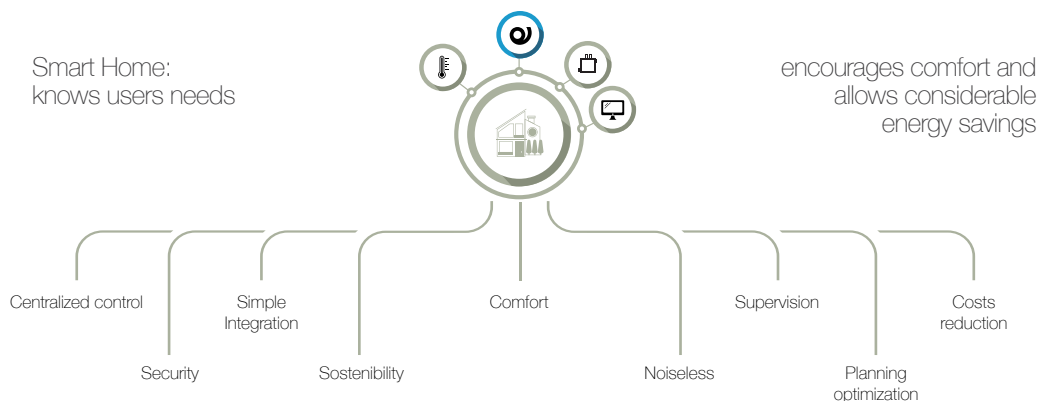 Smart Home:
knows users needs
encourages comfort and
allows considerable
energy savings
Centralized control
Simple
Integration
Comfort
Supervision
Costs
reduction
Security
Sostenibility
Noiseless
Planning
optimization